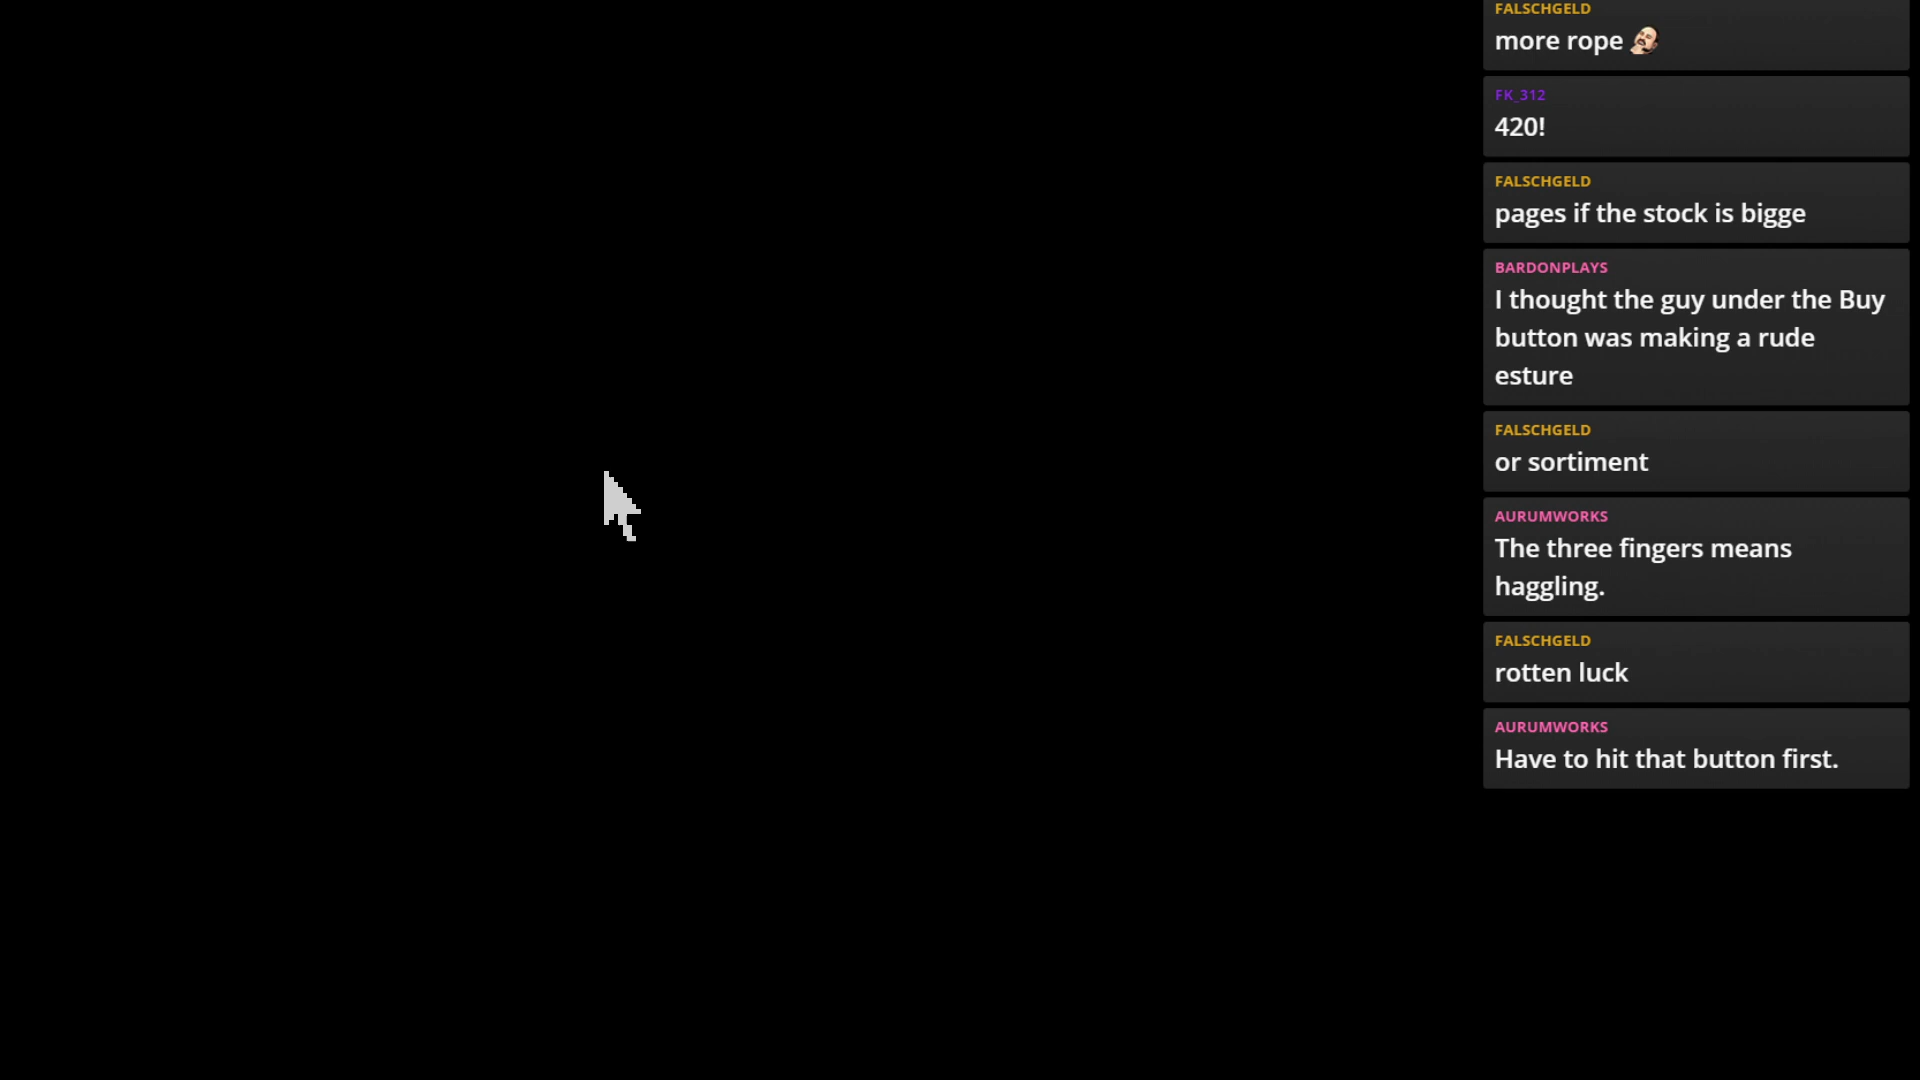 FALSCHGELD
more rope
FK_312
420!
FALSCHGELD
pages if the stock is bigge
BARDONPLAYS
I thought the guy under the Buy
button was making a rude
esture
FALSCHGELD
or sortiment
AURUMWORKS
The three fingers means
haggling.
FALSCHGELD
rotten luck
AURUMWORKS
Have to hit that button first.